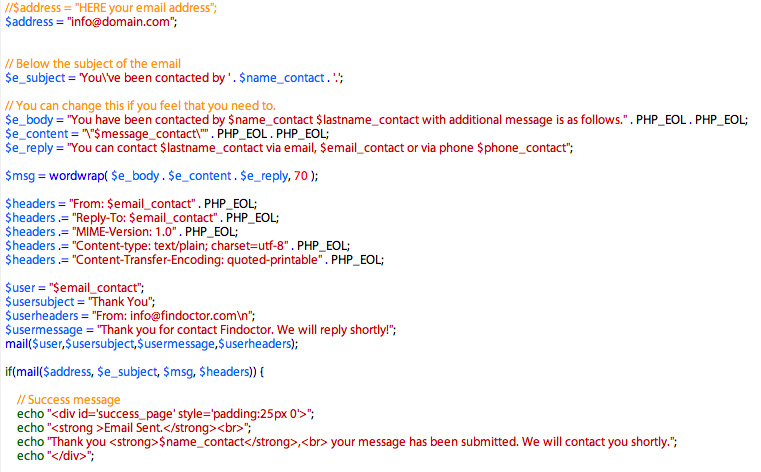 //$address = "HERE your email address";
$address = "info@domain.com";
// Below the subject of the email
$e_subject = 'You\'ve been contacted by ' . $name_contact . '.';
// You can change this if you feel that you need to.
$e_body = "You have been contacted by $name_contact $lastname_contact with additional message is as follows." . PHP_EOL . PHP_EOL;
$e_content = "\"$message_contact\"" . PHP_EOL . PHP_EOL;
$e_reply = "You can contact $lastname_contact via email, $email_contact or via phone $phone_contact";
$msg = wordwrap( $e_body . $e_content . $e_reply, 70 );
$headers = "From: $email_contact" . PHP_EOL;
$headers .= "Reply-To: $email_contact" . PHP_EOL;
$headers .= "MIME-Version: 1.0" . PHP_EOL;
$headers .= "Content-type: text/plain; charset=utf-8" . PHP_EOL;
$headers .= "Content-Transfer-Encoding: quoted-printable" . PHP_EOL;
$user = "$email_contact";
$usersubject = "Thank You";
$userheaders = "From: info@findoctor.com\n";
$usermessage = "Thank you for contact Findoctor. We will reply shortly!";
mail($user,$usersubject,$usermessage,$userheaders);
if(mail($address, $e_subject, $msg, $headers)) {
// Success message
echo "<div id='success_page' style='padding:25px 0'>";
echo "<strong >Email Sent.</strong><br>";
echo "Thank you <strong>$name_contact</strong>,<br> your message has been submitted. We will contact you shortly.";
echo "</div>";